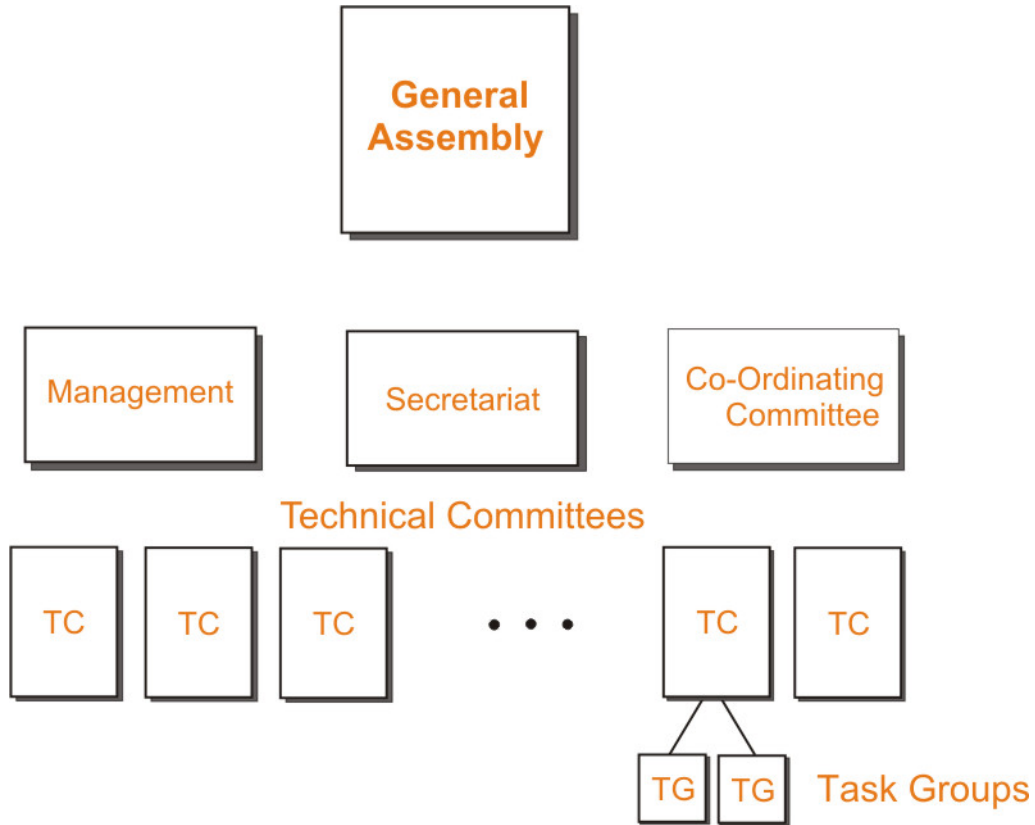 General
Assembly
Management
Secretariat
Co-Ordinating
Committee
Technical Committees
TC
TC
TC
TC
TC
TG
TG
Task Groups